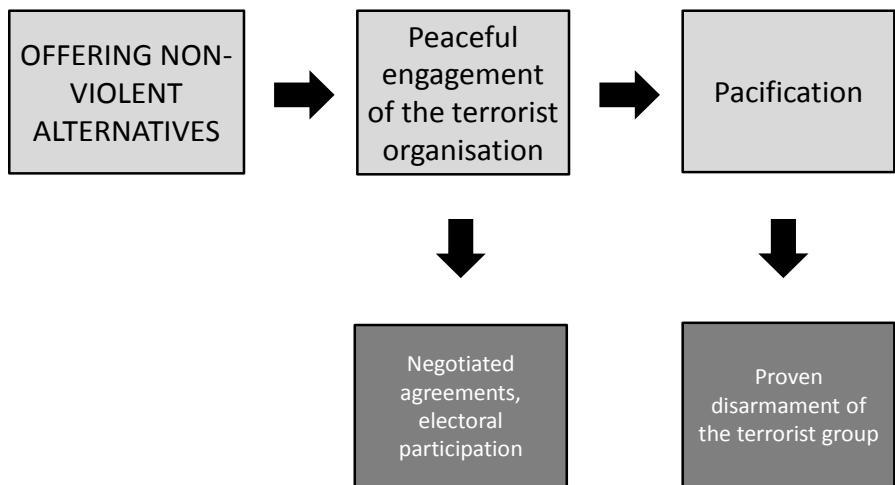 OFFERING NON-
VIOLENT
ALTERNATIVES
Peaceful
engagement
of the terrorist
organisation
Pacification
Negotiated
agreements,
electoral
participation
Proven
disarmament of
the terrorist group